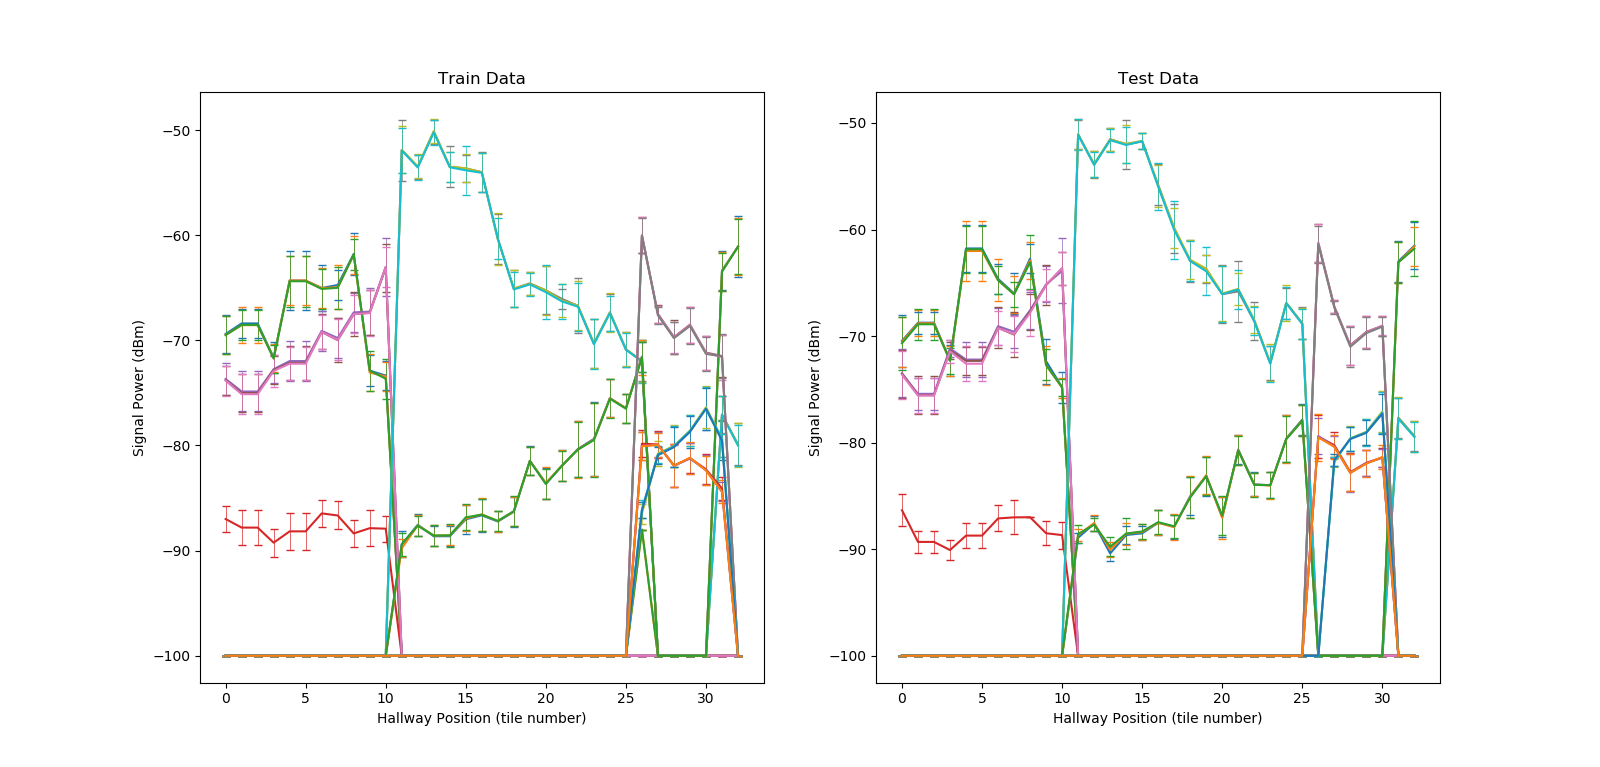 Train Data
Signal Power (dBm)
−50
−60
−70
−80
−90
−100
0 5 10 15 20 25 30
Hallway Position (tile number)
Test Data
Signal Power (dBm)
−50
−60
−70
−80
−90
−100
0 5 10 15 20 25 30
Hallway Position (tile number)